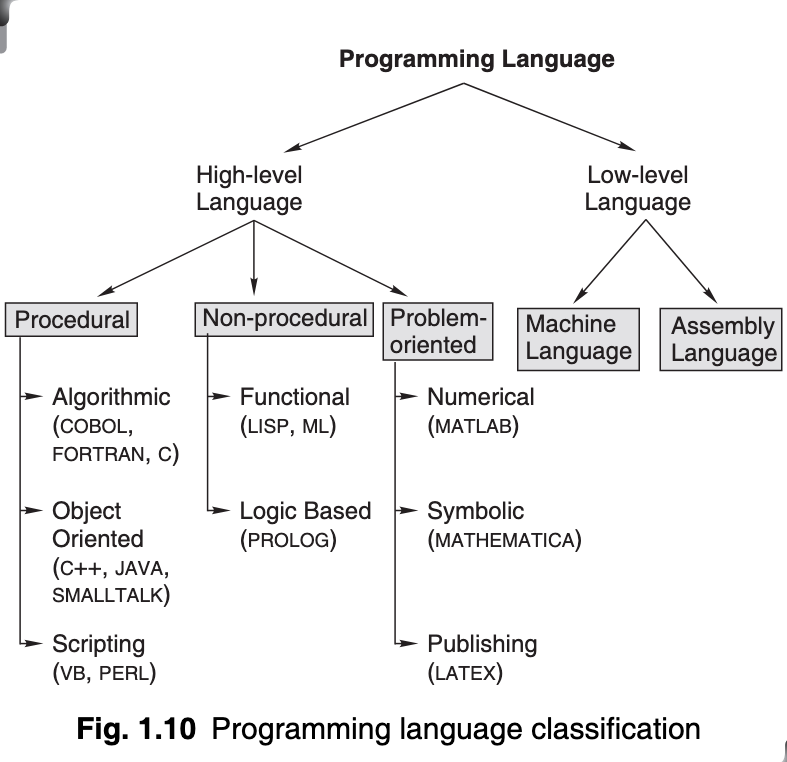 Programming Language
High-level
Language
Low-level
Language
Procedural
Non-procedural
Problem-
oriented
Machine
Language
Assembly
Language
Algorithmic
(COBOL,
FORTRAN, C)
Object
Oriented
(C++, JAVA,
SMALLTALK)
Scripting
(VB, PERL)
Functional
(LISP, ML)
Logic Based
(PROLOG)
Numerical
(MATLAB)
Symbolic
(MATHEMATICA)
Publishing
(LATEX)
Fig. 1.10 Programming language classification